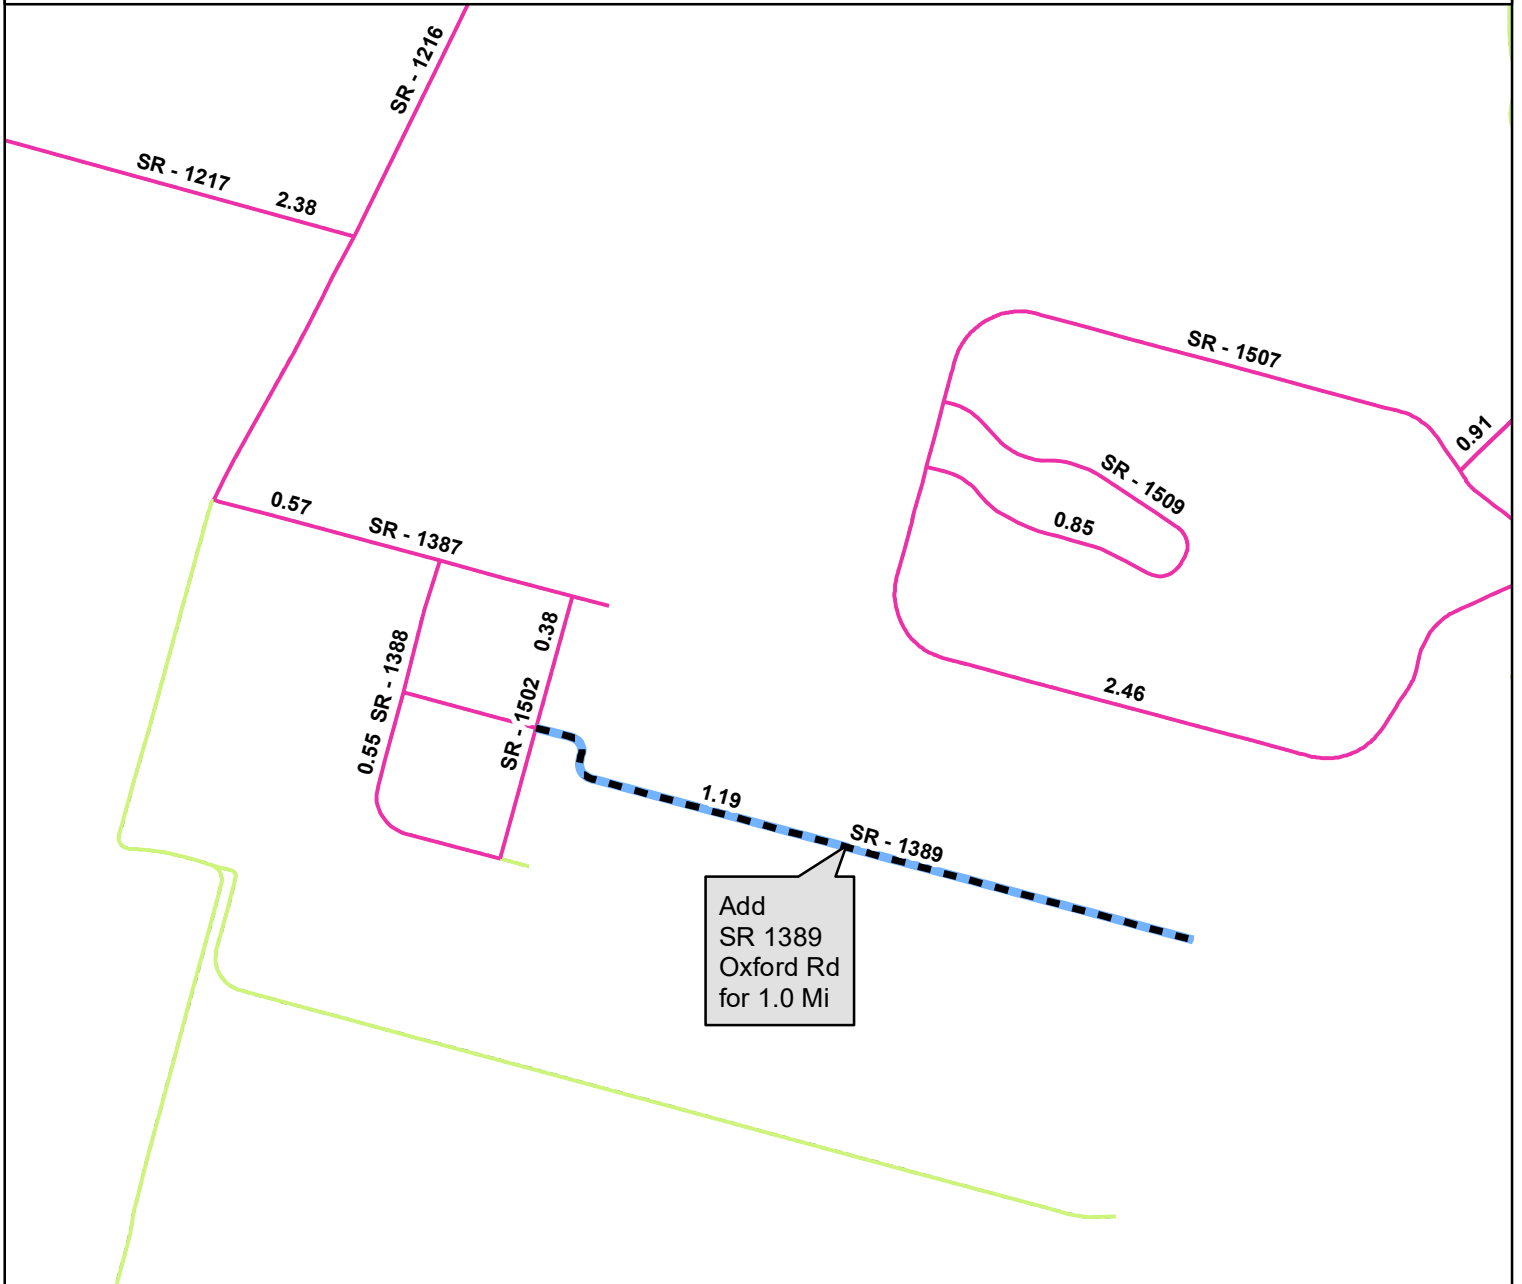 SR - 1216
SR - 1217
2.38
SR - 1507
0.91
SR - 1509
0.85
0.57
SR - 1387
0.38
SR - 1388
SR - 1502
0.55
2.46
1.19
SR - 1389
Add
SR 1389
Oxford Rd
for 1.0 Mi